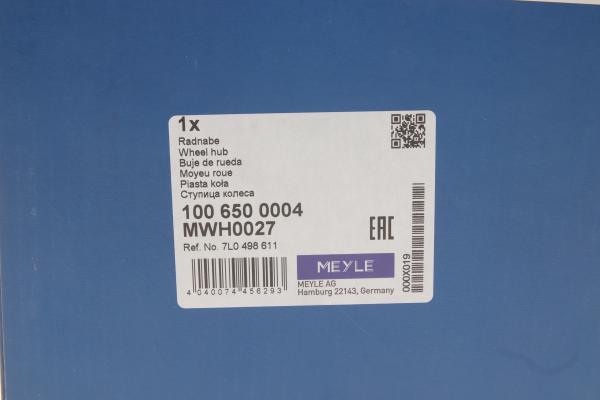 1x
Radnabe
Wheel hub
Buje de rueda
Moyeu roue
Piasta koła
Ступица колеса
100 650 0004
MWH0027
Ref. No. 7L0 498 611
4 040074 456293
EAC
MEYLE
MEYLE AG
Hamburg 22143, Germany
000X019